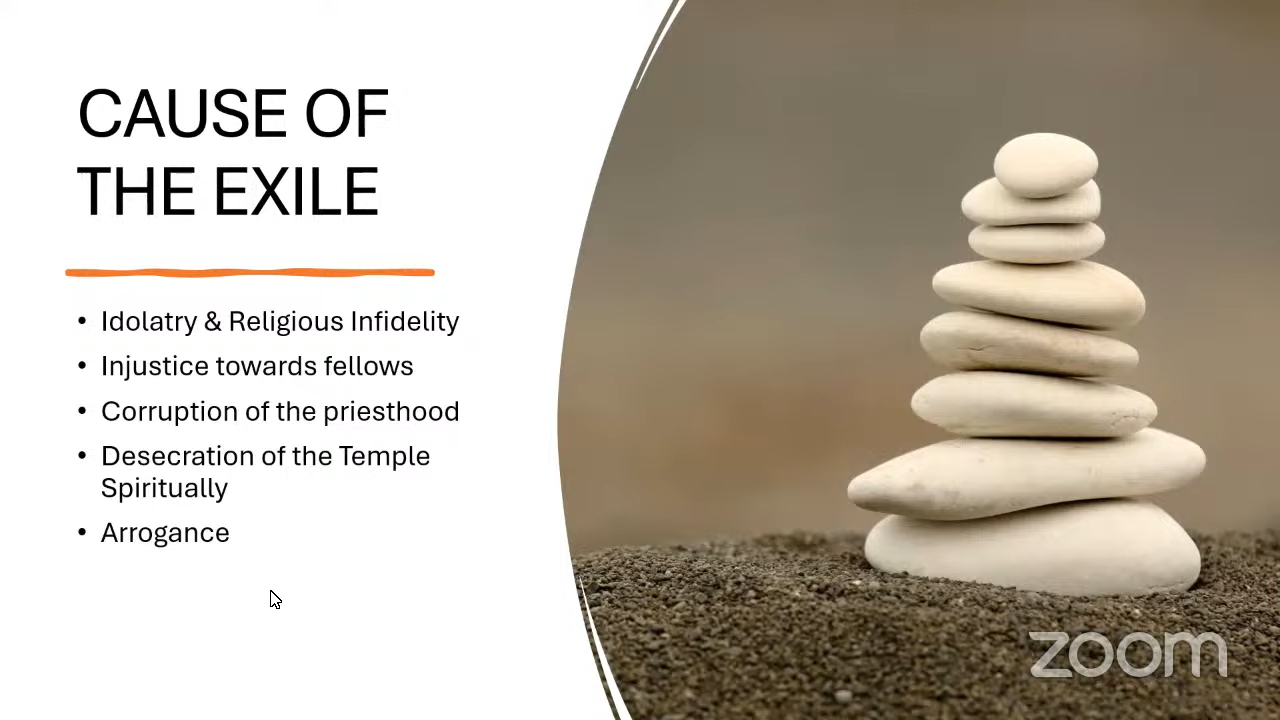 CAUSE OF
THE EXILE
• Idolatry & Religious Infidelity
• Injustice towards fellows
• Corruption of the priesthood
• Desecration of the Temple
Spiritually
• Arrogance
zoom